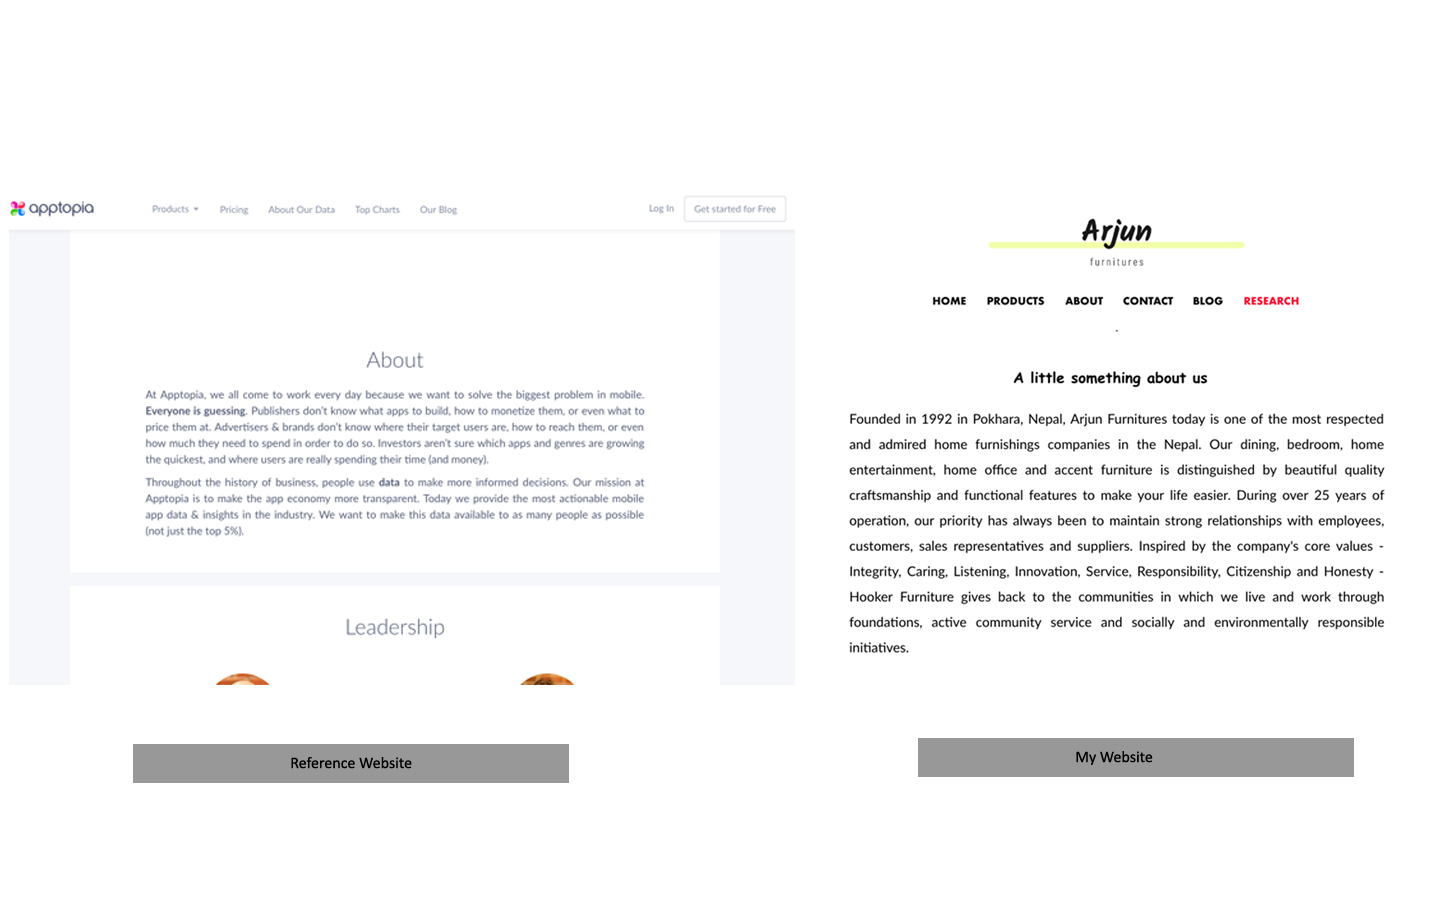 apptopia
Products
Pricing
About Our Data
Top Charts
Our Blog
Log In
Get started for Free
About
At Apptopia, we all come to work every day because we want to solve the biggest problem in mobile.
Everyone is guessing. Publishers don't know what apps to build, how to monetize them, or even what to
price them at. Advertisers & brands don't know where their target users are, how to reach them, or even
how much they need to spend in order to do so. Investors aren't sure which apps and genres are growing
the quickest, and where users are really spending their time (and money).
Throughout the history of business, people use data to make more informed decisions. Our mission at
Apptopia is to make the app economy more transparent. Today we provide the most actionable mobile
app data & insights in the industry. We want to make this data available to as many people as possible
(not just the top 5%).
Leadership
Reference Website
Arjun
furnitures
HOME PRODUCTS ABOUT CONTACT BLOG RESEARCH
.
A little something about us
Founded in 1992 in Pokhara, Nepal, Arjun Furnitures today is one of the most respected
and admired home furnishings companies in the Nepal. Our dining, bedroom, home
entertainment, home office and accent furniture is distinguished by beautiful quality
craftsmanship and functional features to make your life easier. During over 25 years of
operation, our priority has always been to maintain strong relationships with employees,
customers, sales representatives and suppliers. Inspired by the company's core values -
Integrity, Caring, Listening, Innovation, Service, Responsibility, Citizenship and Honesty -
Hooker Furniture gives back to the communities in which we live and work through
foundations, active community service and socially and environmentally responsible
initiatives.
My Website